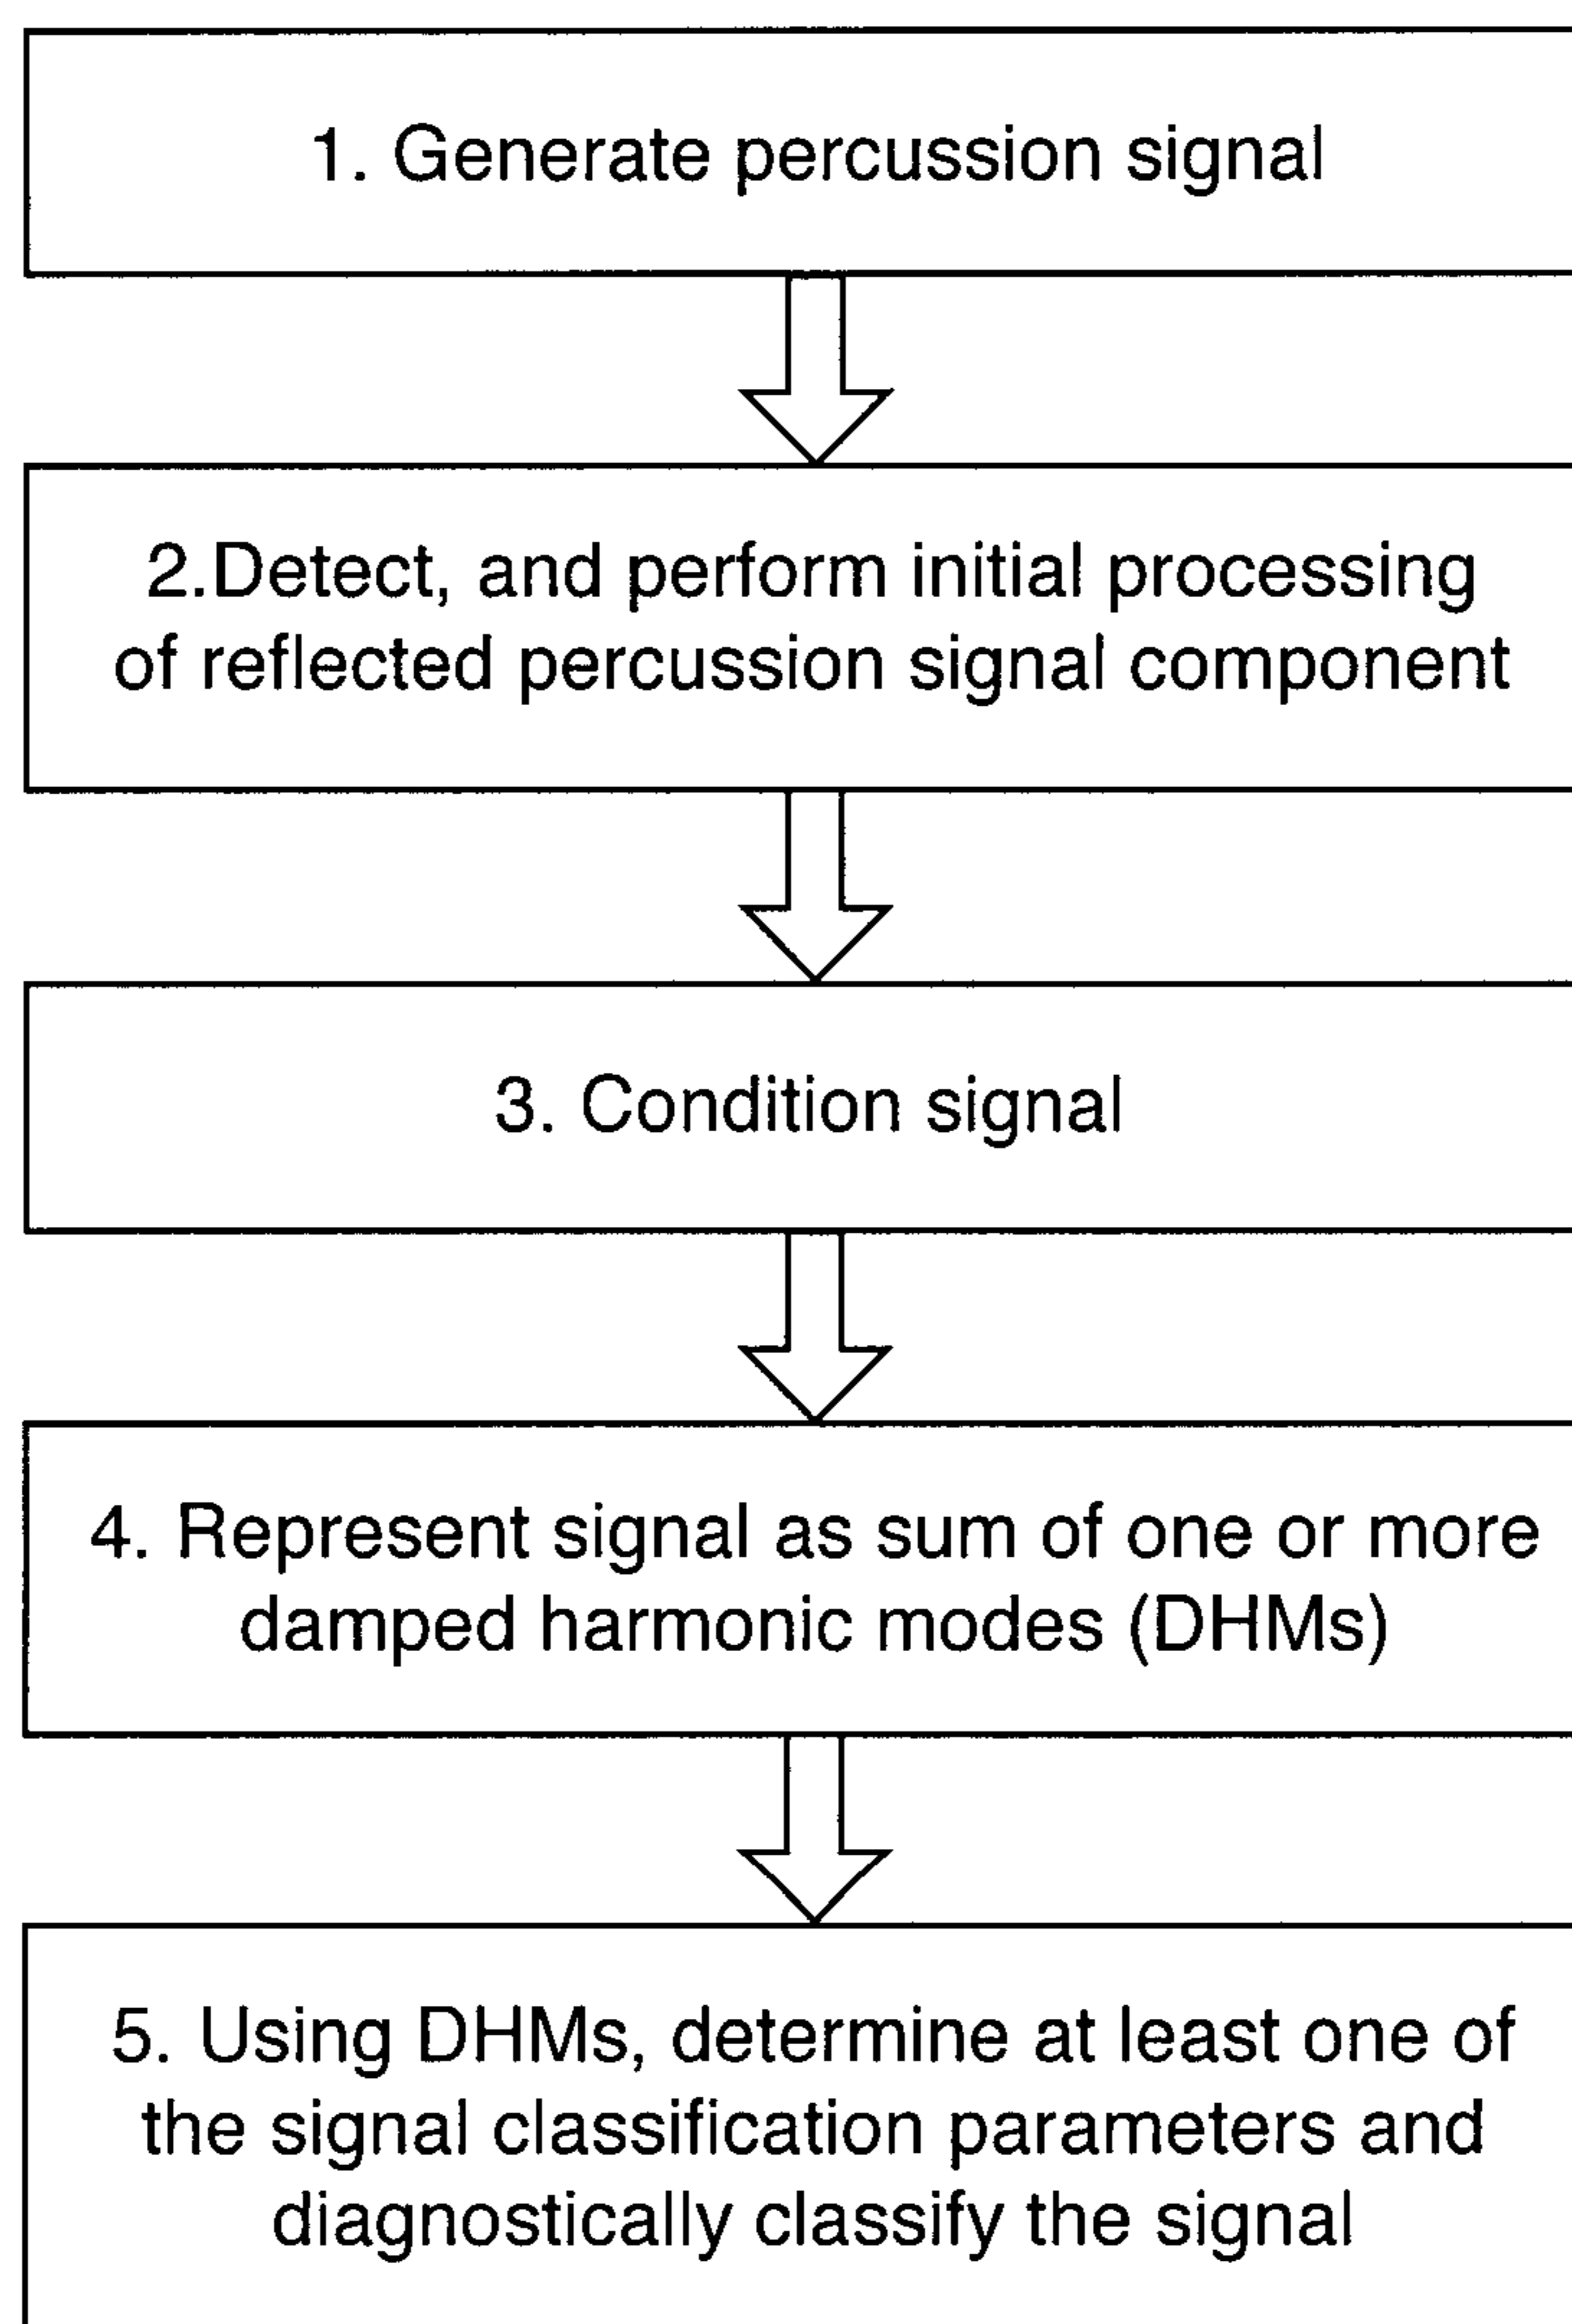 1. Generate percussion signal
2.Detect, and perform initial processing
of reflected percussion signal component
3. Condition signal
4. Represent signal as sum of one or more
damped harmonic modes (DHMs)
5. Using DHMs, determine at least one of
the signal classification parameters and
diagnostically classify the signal